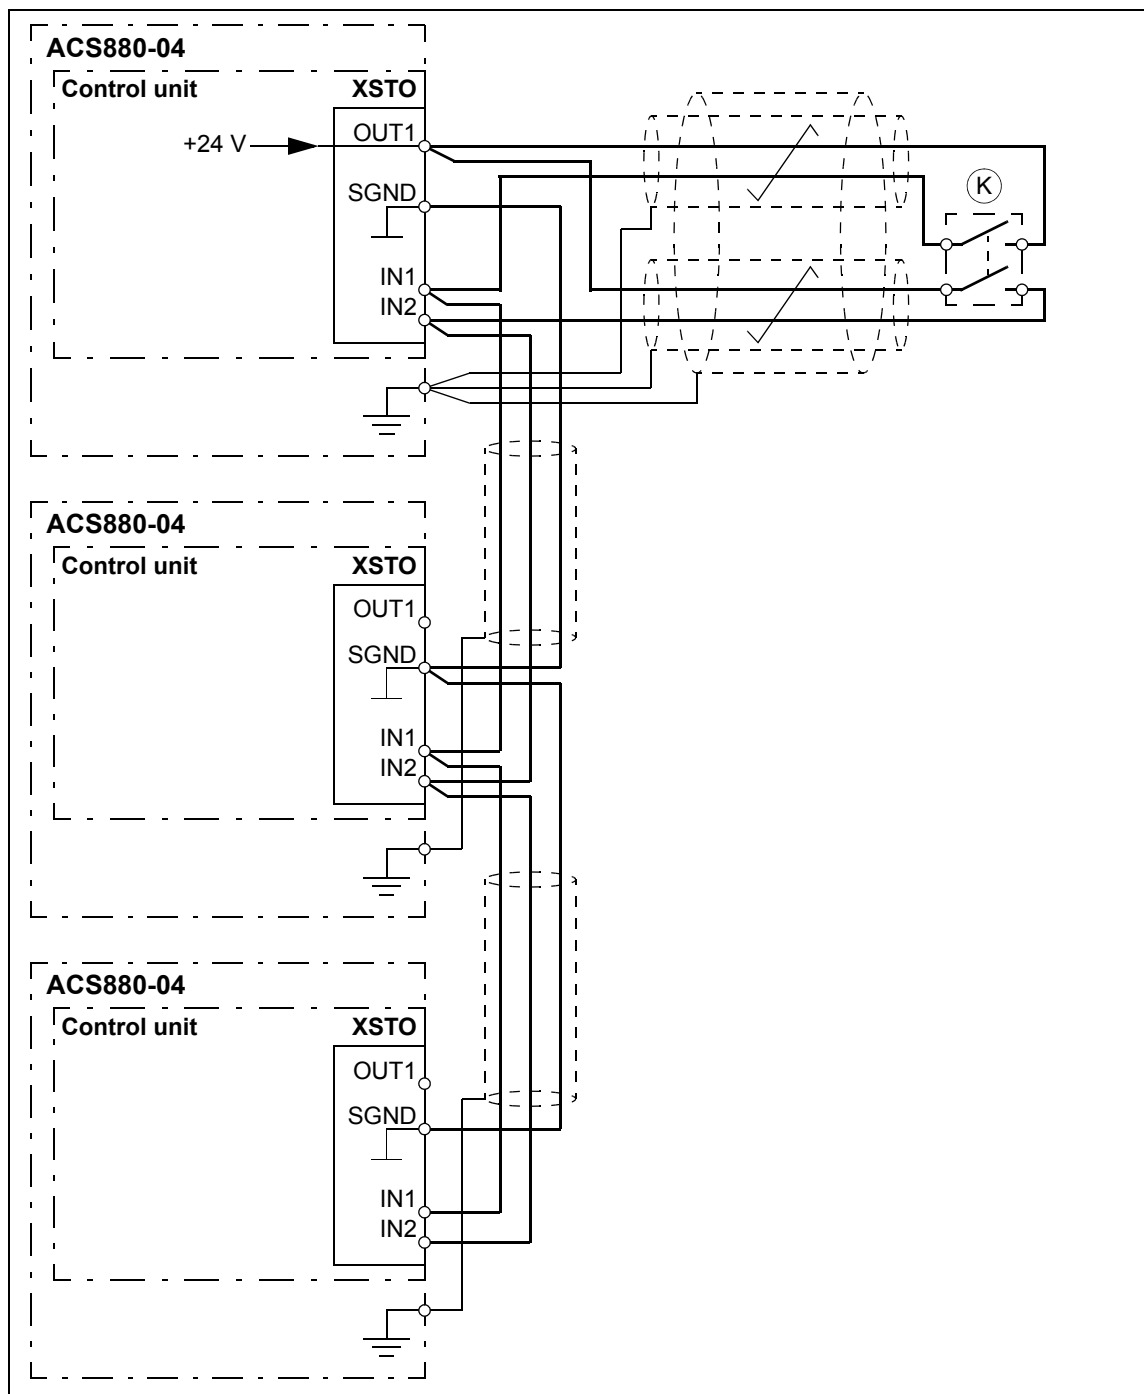 ACS880-04
Control unit XSTO
OUT1
+24 V
SGND
K
IN1
IN2
ACS880-04
Control unit XSTO
OUT1
SGND
IN1
IN2
ACS880-04
Control unit XSTO
OUT1
SGND
IN1
IN2